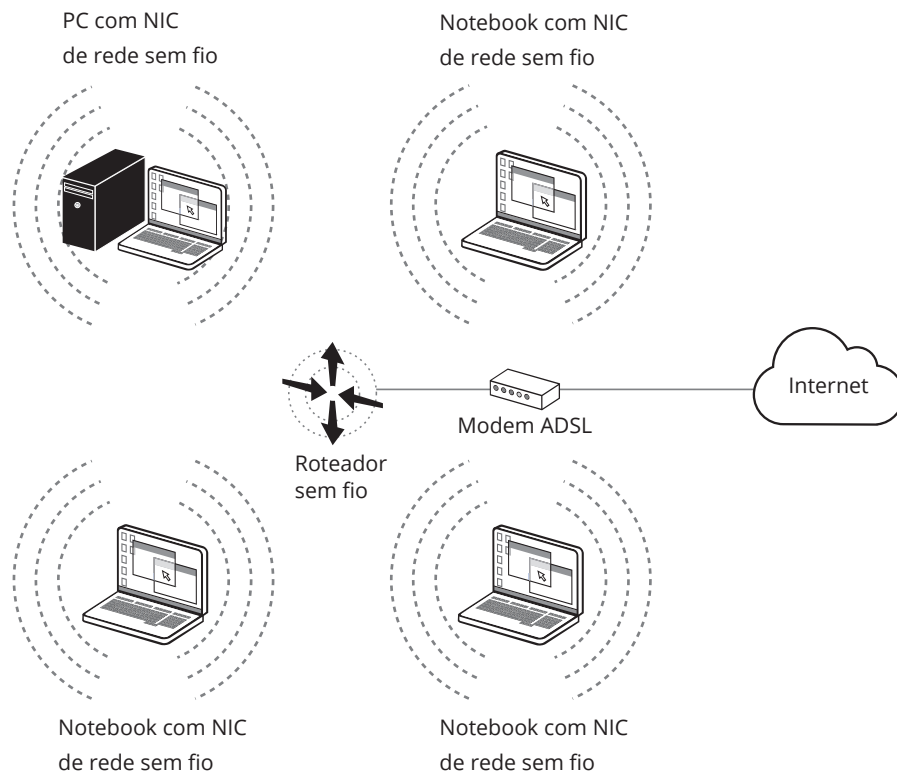 PC com NIC
de rede sem fio
Notebook com NIC
de rede sem fio
Internet
Modem ADSL
Roteador
sem fio
Notebook com NIC
de rede sem fio
Notebook com NIC
de rede sem fio